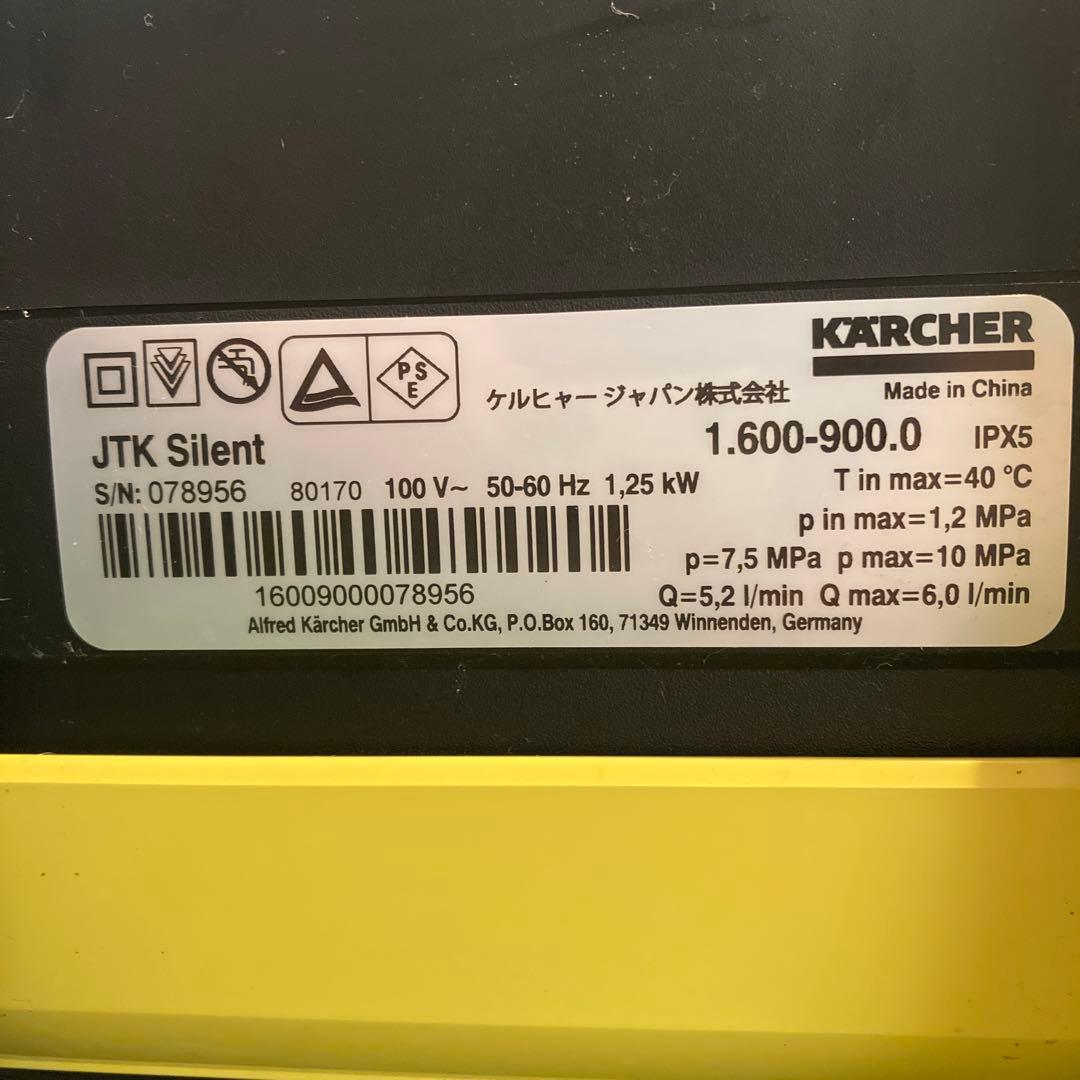 KÄRCHER
PSE
ケルヒャー ジャパン株式会社
Made in China
JTK Silent
1.600-900.0 IPX5
S/N: 078956 80170 100 V~ 50-60 Hz 1,25 kW
T in max=40 °C
p in max=1,2 MPa
p=7,5 MPa p max=10 MPa
16009000078956
Q=5,2 l/min Q max=6,0 l/min
Alfred Kärcher GmbH & Co.KG, P.O.Box 160, 71349 Winnenden, Germany